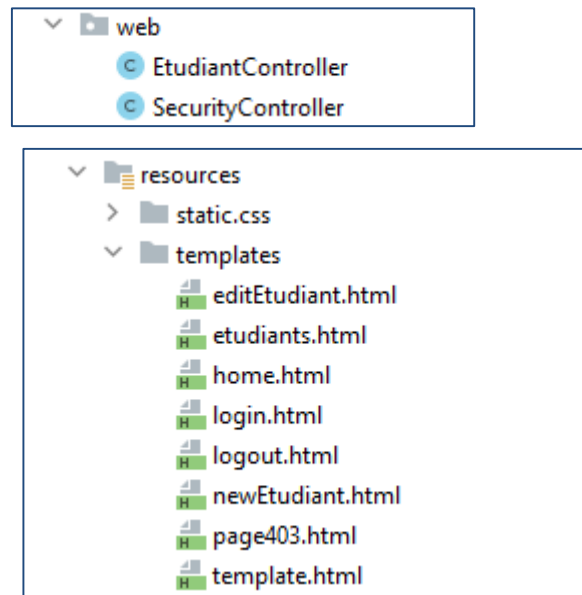 web
C EtudiantController
C SecurityController
resources
static.css
templates
H editEtudiant.html
H etudiants.html
H home.html
H login.html
H logout.html
H newEtudiant.html
H page403.html
H template.html